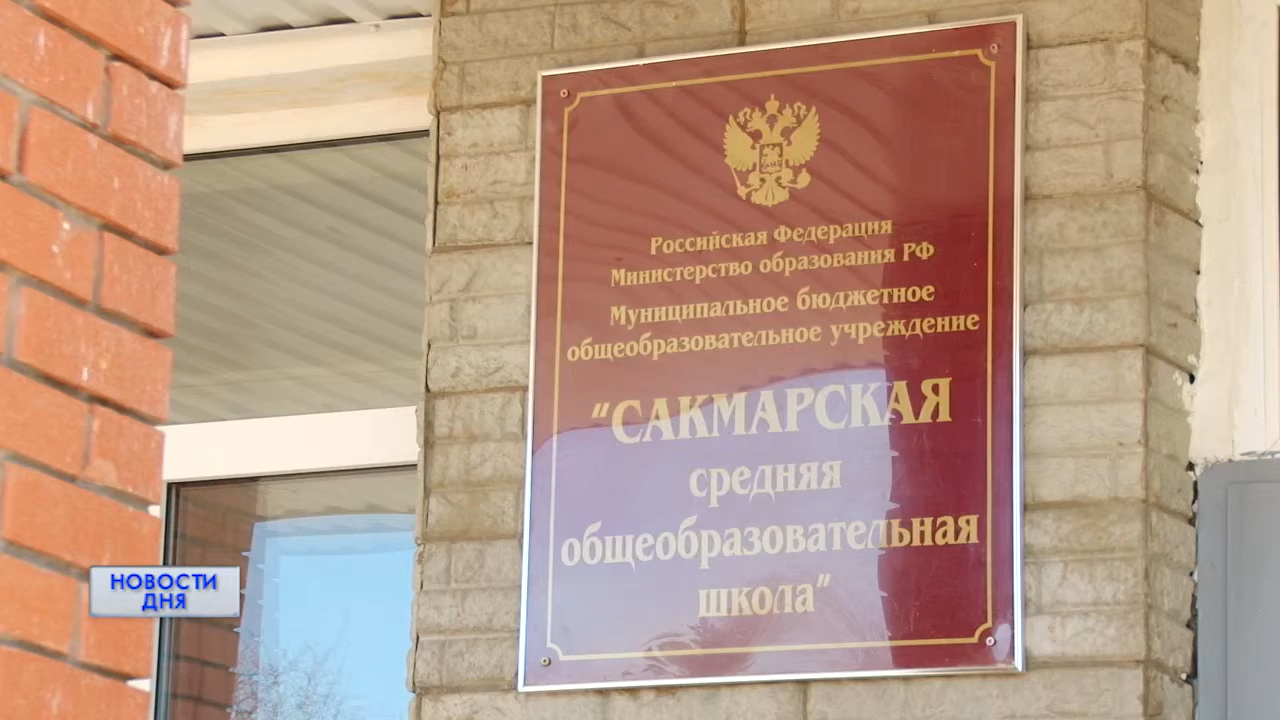 Российская Федерация
Министерство образования РФ
Муниципальное бюджетное
общеобразовательное учреждение
"САКМАРСКАЯ
средняя
общеобразовательная
школа"
НОВОСТИ
ДНЯ